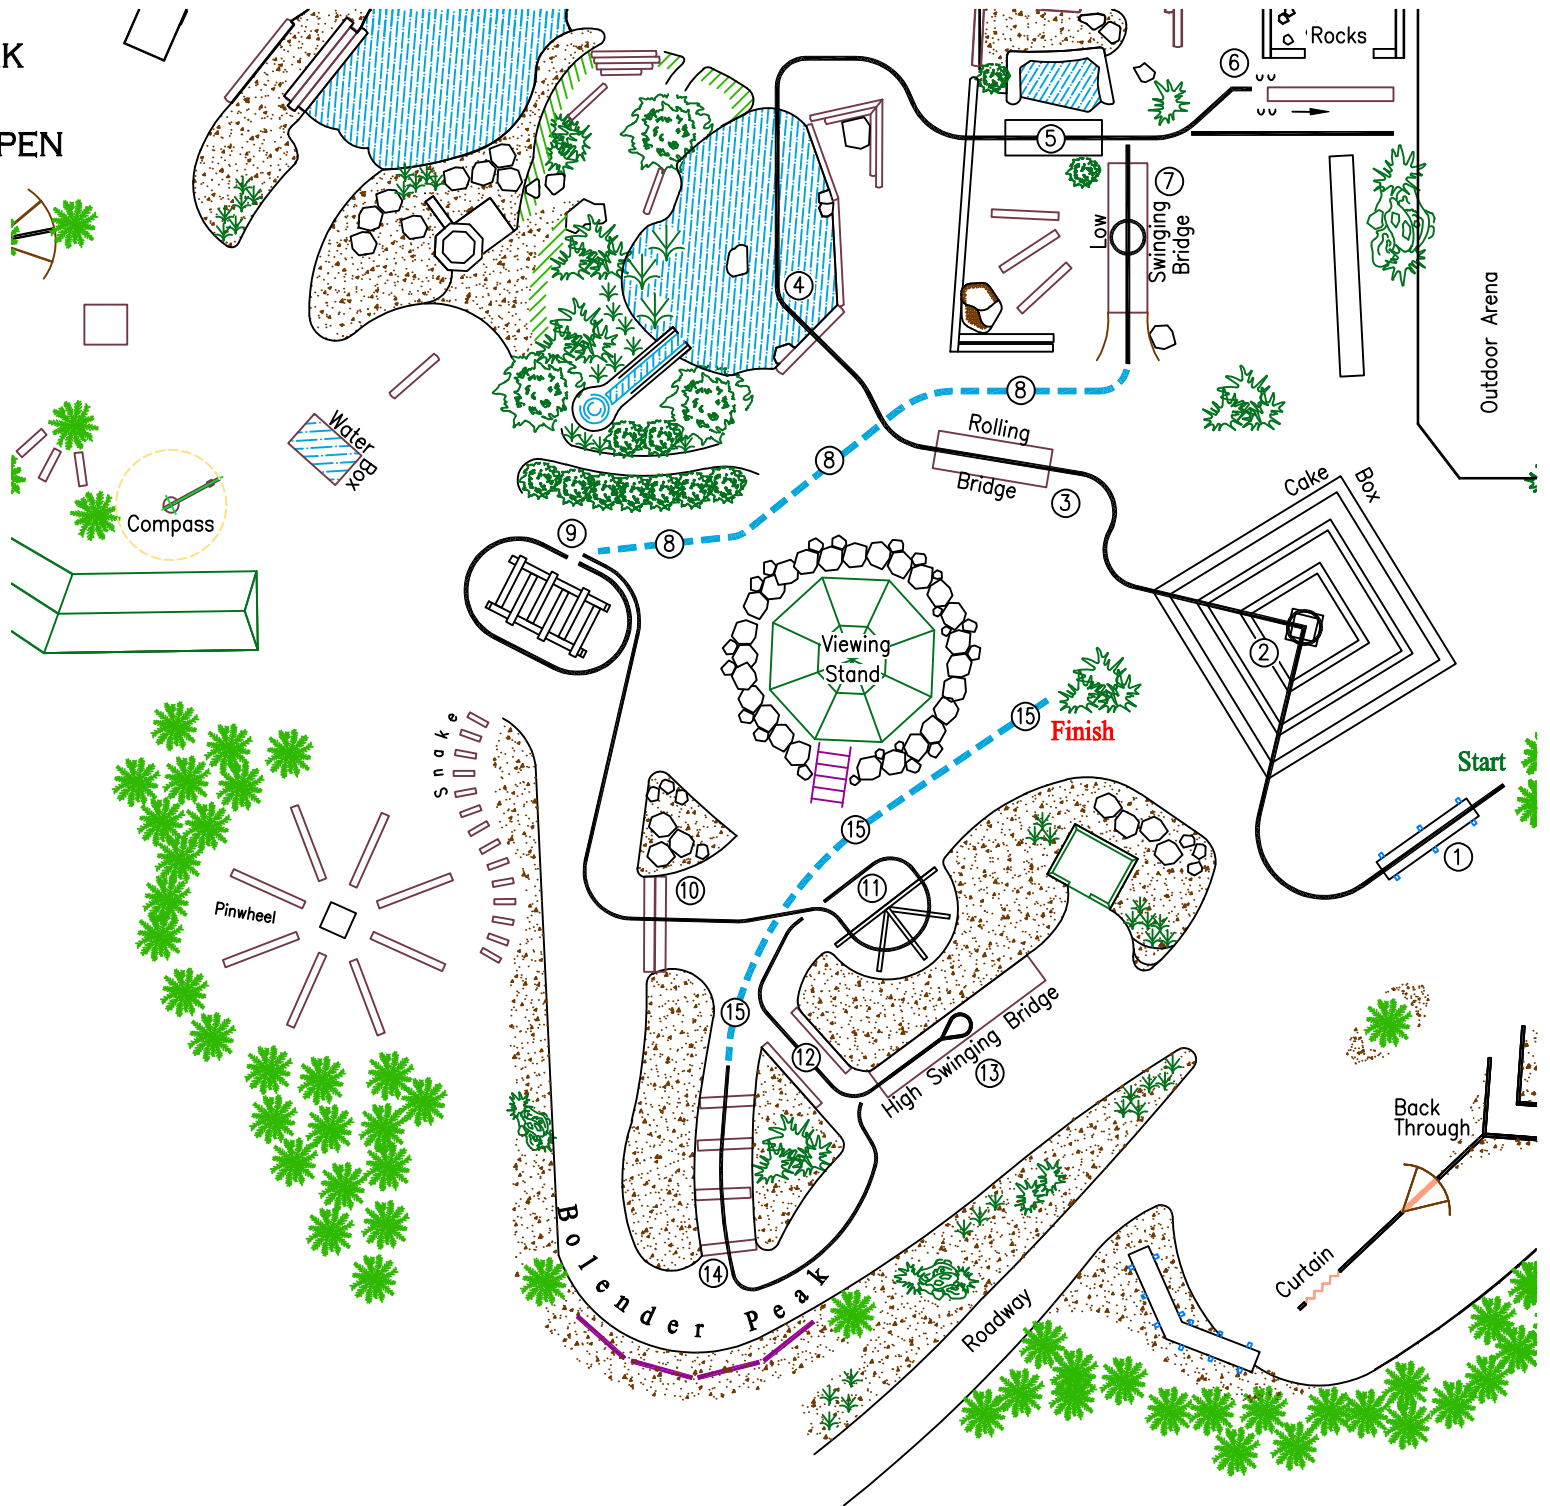 K
PEN
Rocks
6
5
7
Low
Swinging
Bridge
4
Outdoor Arena
8
Rolling
Bridge
3
8
Water
Box
Cake
Box
Compass
9
8
2
Viewing
Stand
15
Finish
Start
Snake
15
1
10
11
Pinwheel
15
12
High Swinging Bridge
13
Back
Through
14
Bolender Peak
Curtain
Roadway